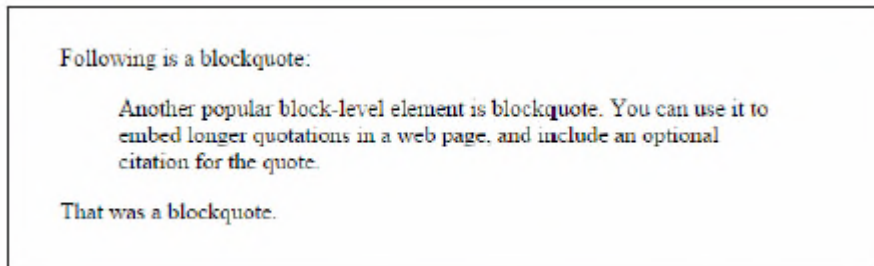 Following is a blockquote:
Another popular block-level element is blockquote. You can use it to
embed longer quotations in a web page, and include an optional
citation for the quote.
That was a blockquote.